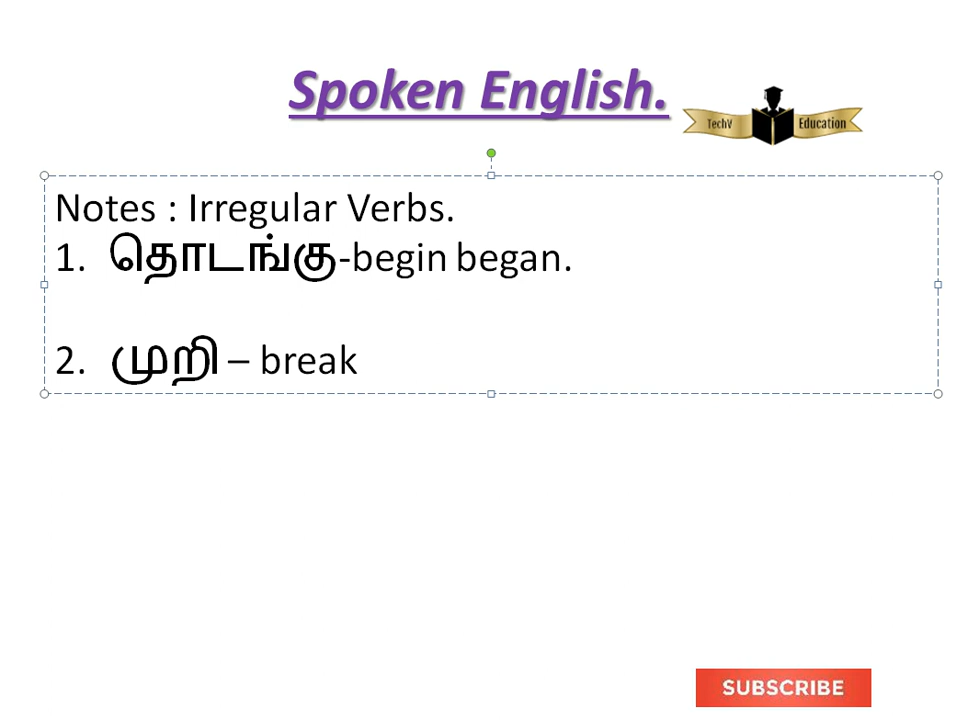 Spoken English.
TechV Education
Notes : Irregular Verbs.
1. தொடங்கு-begin began.
2. முறி – break
SUBSCRIBE